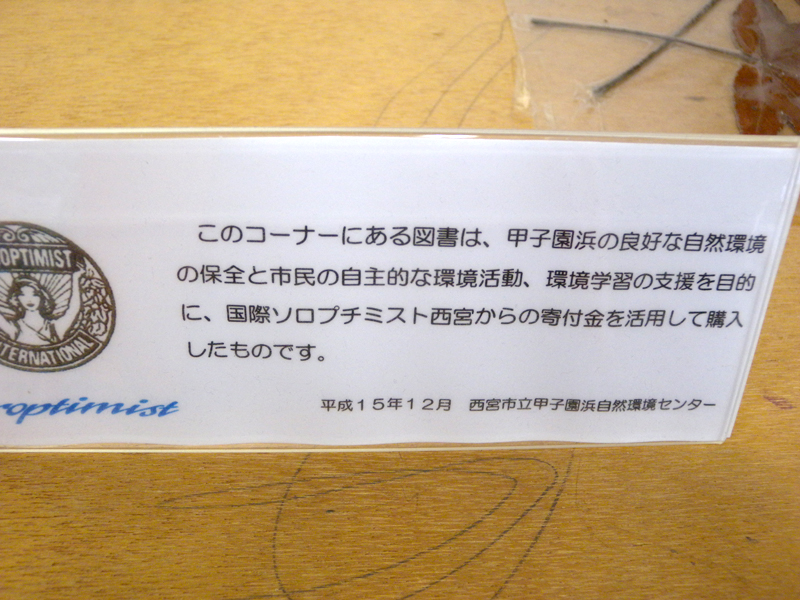 このコーナーにある図書は、甲子園浜の良好な自然環境
の保全と市民の自主的な環境活動、環境学習の支援を目的
に、国際ソロプチミスト西宮からの寄付金を活用して購入
したものです。
平成15年12月 西宮市立甲子園浜自然環境センター
OPTIMIST
TERNATIONAL
roptimist